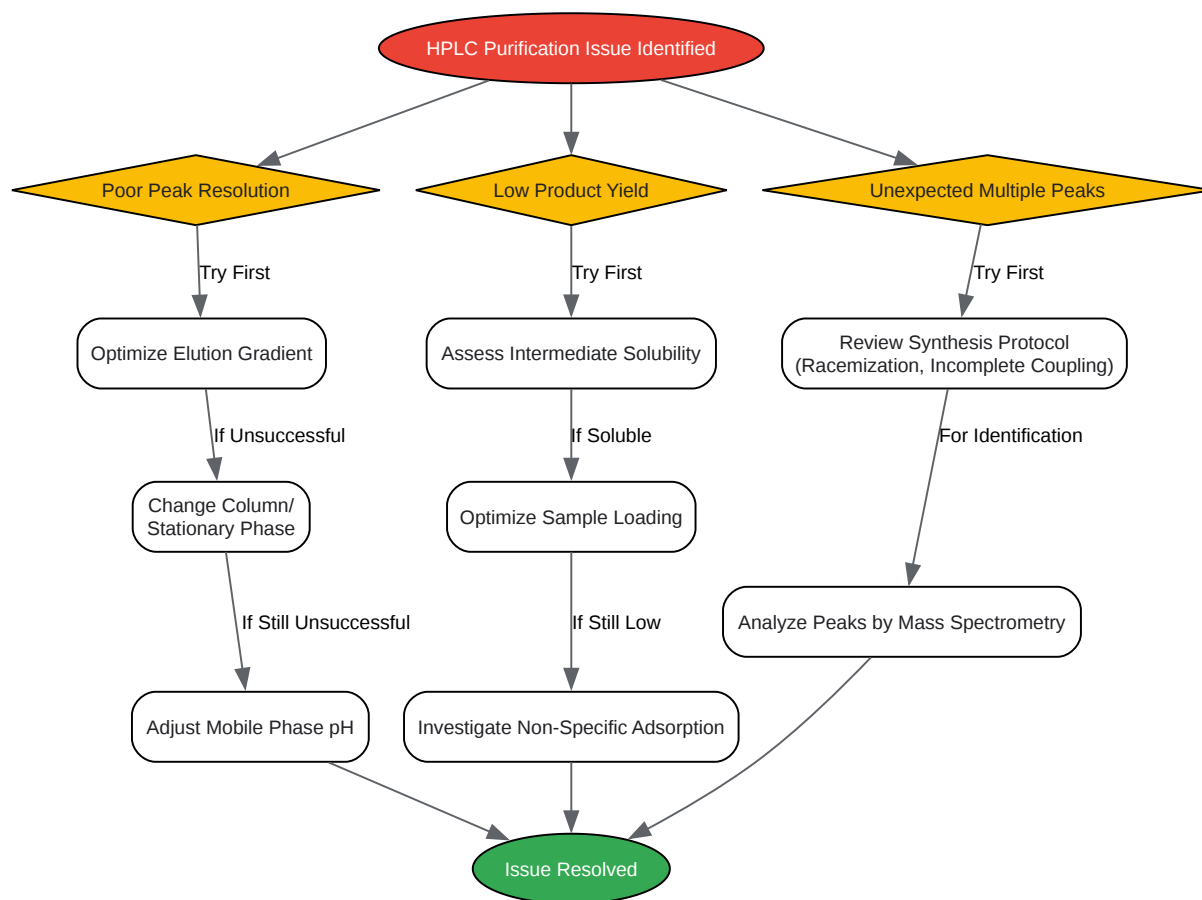 HPLC Purification Issue Identified
Poor Peak Resolution
Low Product Yield
Unexpected Multiple Peaks
Try First
Try First
Try First
Optimize Elution Gradient
Assess Intermediate Solubility
Review Synthesis Protocol
(Racemization, Incomplete Coupling)
If Unsuccessful
If Soluble
For Identification
Change Column/
Stationary Phase
Optimize Sample Loading
If Still Unsuccessful
If Still Low
Analyze Peaks by Mass Spectrometry
Adjust Mobile Phase pH
Investigate Non-Specific Adsorption
Issue Resolved